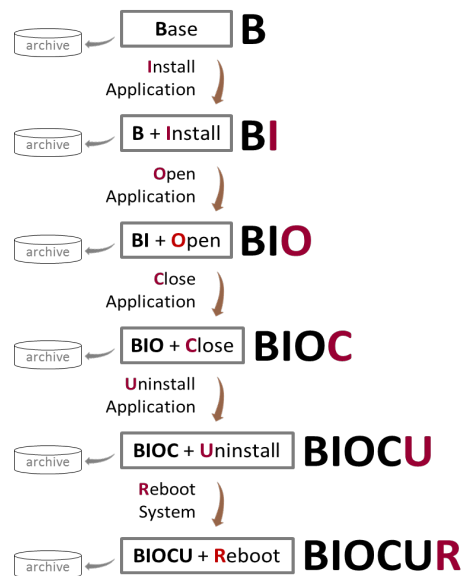 archive
Base
B
Install
Application
archive
B + Install
BI
Open
Application
archive
BI + Open
BIO
Close
Application
archive
BIO + Close
BIOC
Uninstall
Application
archive
BIOC + Uninstall
BIOCU
Reboot
System
archive
BIOCU + Reboot
BIOCUR